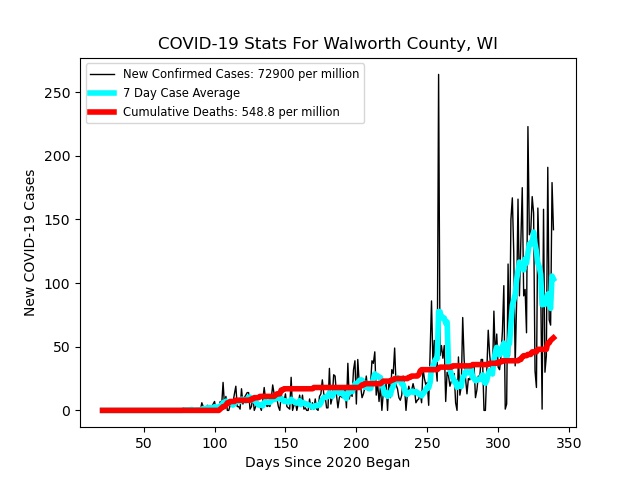 COVID-19 Stats For Walworth County, WI
New Confirmed Cases: 72900 per million
7 Day Case Average
Cumulative Deaths: 548.8 per million
New COVID-19 Cases
250
200
150
100
50
0
50 100 150 200 250 300 350
Days Since 2020 Began